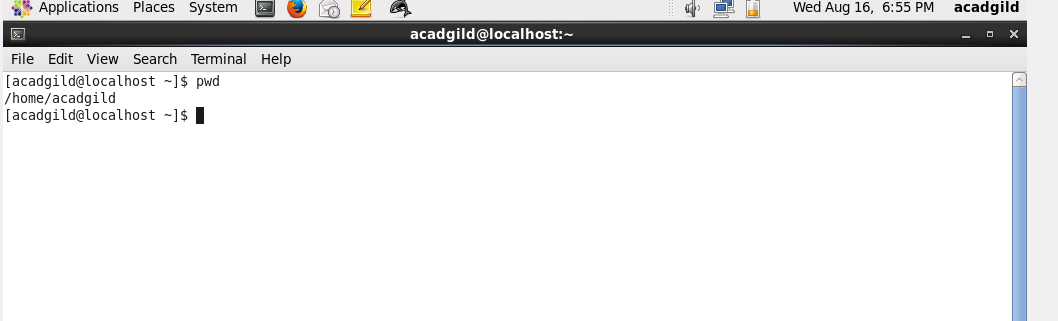 Applications Places System Wed Aug 16, 6:55 PM acadgild
acadgild@localhost:~
File Edit View Search Terminal Help
[acadgild@localhost ~]$ pwd
/home/acadgild
[acadgild@localhost ~]$